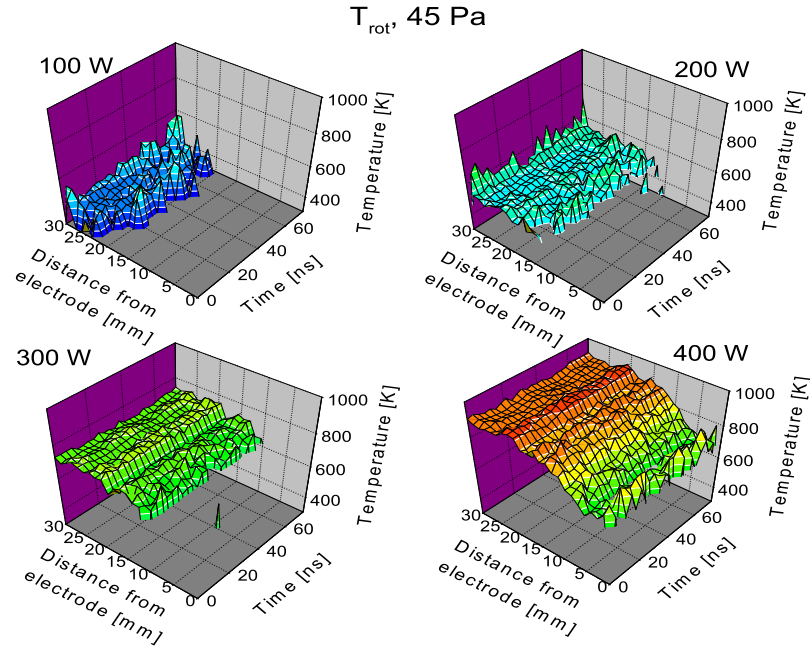 T_rot, 45 Pa
100 W
1000
800
600
400
Temperature [K]
30
25
20
15
10
5
0
Distance from
electrode [mm]
0
20
40
60
Time [ns]
200 W
1000
800
600
400
Temperature [K]
30
25
20
15
10
5
0
Distance from
electrode [mm]
0
20
40
60
Time [ns]
300 W
1000
800
600
400
Temperature [K]
30
25
20
15
10
5
0
Distance from
electrode [mm]
0
20
40
60
Time [ns]
400 W
1000
800
600
400
Temperature [K]
30
25
20
15
10
5
0
Distance from
electrode [mm]
0
20
40
60
Time [ns]